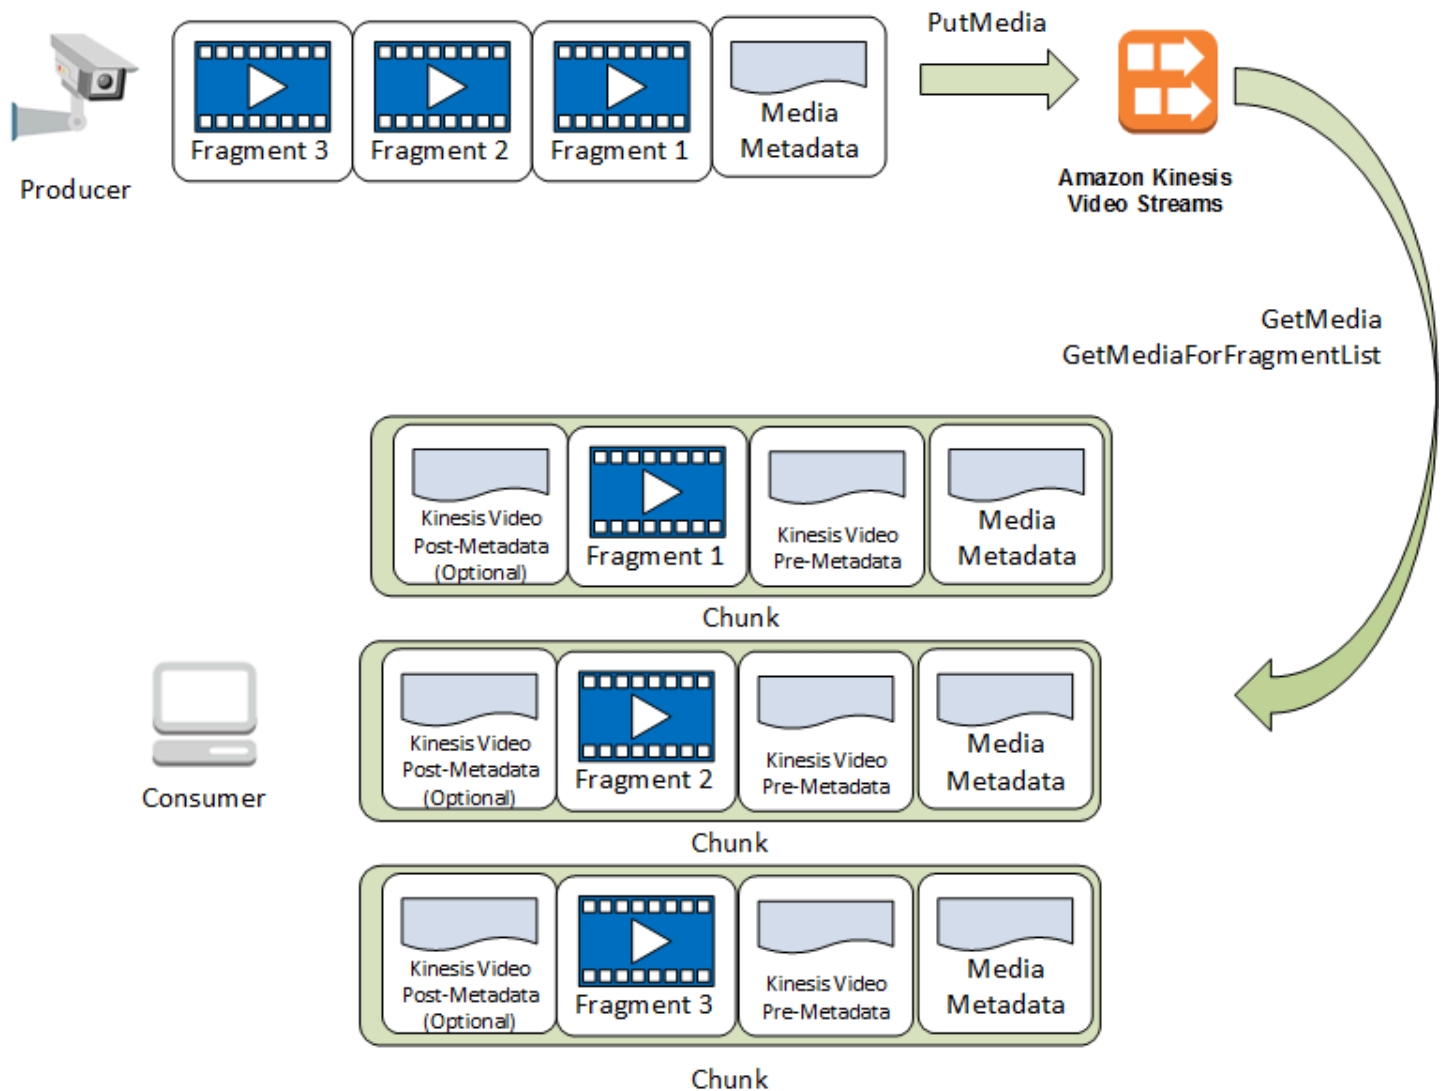 PutMedia
Fragment 3
Fragment 2
Fragment 1
Media
Metadata
Producer
Amazon Kinesis
Video Streams
GetMedia
GetMediaForFragmentList
Kinesis Video
Post-Metadata
(Optional)
Fragment 1
Kinesis Video
Pre-Metadata
Media
Metadata
Chunk
Consumer
Kinesis Video
Post-Metadata
(Optional)
Fragment 2
Kinesis Video
Pre-Metadata
Media
Metadata
Chunk
Kinesis Video
Post-Metadata
(Optional)
Fragment 3
Kinesis Video
Pre-Metadata
Media
Metadata
Chunk